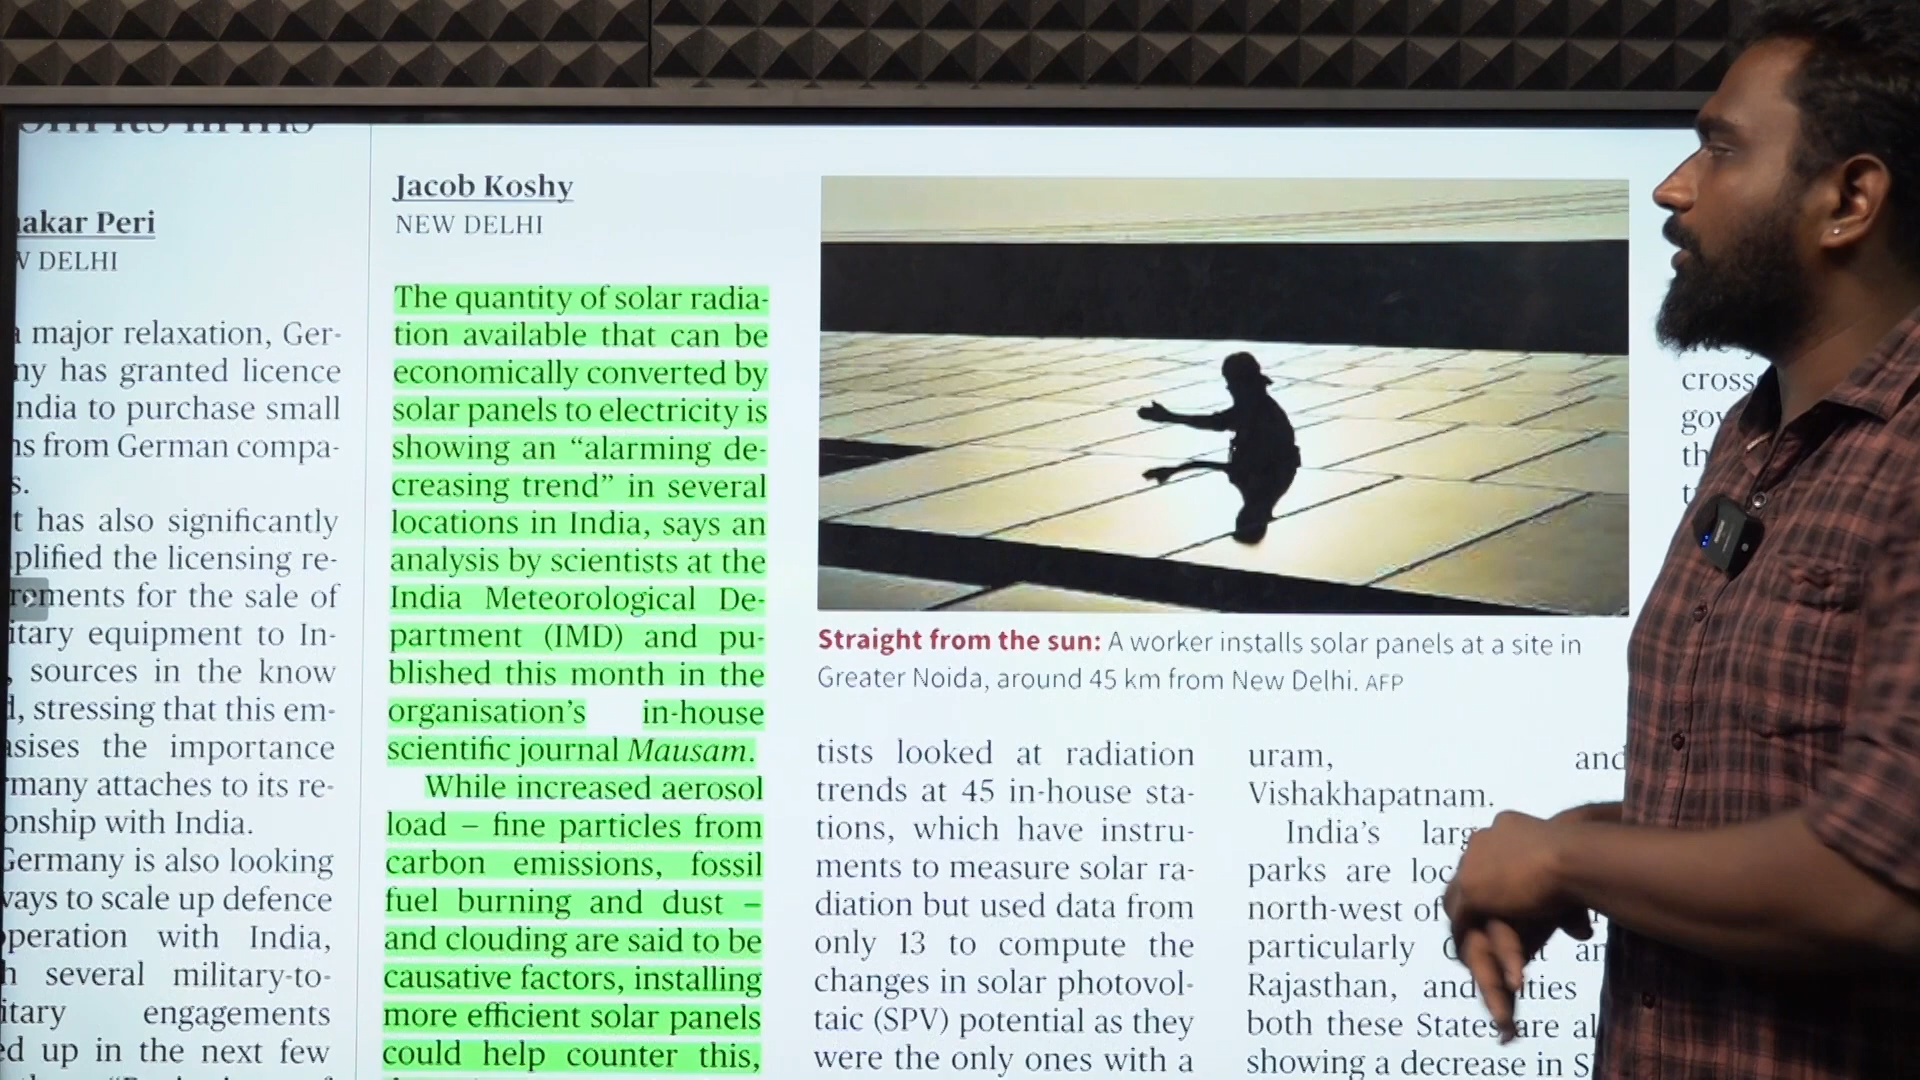 akar Peri
DELHI
major relaxation, Ger-
ny has granted licence
ndia to purchase small
ns from German compa-
s.
t has also significantly
plified the licensing re-
rements for the sale of
itary equipment to In-
, sources in the know
d, stressing that this em-
asises the importance
rmany attaches to its re-
onship with India.
Germany is also looking
ways to scale up defence
peration with India,
h several military-to-
itary engagements
ed up in the next few
Jacob Koshy
NEW DELHI
The quantity of solar radia-
tion available that can be
economically converted by
solar panels to electricity is
showing an “alarming de-
creasing trend” in several
locations in India, says an
analysis by scientists at the
India Meteorological De-
partment (IMD) and pu-
blished this month in the
organisation’s in-house
scientific journal Mausam.
While increased aerosol
load – fine particles from
carbon emissions, fossil
fuel burning and dust –
and clouding are said to be
causative factors, installing
more efficient solar panels
could help counter this,
Straight from the sun: A worker installs solar panels at a site in
Greater Noida, around 45 km from New Delhi. AFP
tists looked at radiation
trends at 45 in-house sta-
tions, which have instru-
ments to measure solar ra-
diation but used data from
only 13 to compute the
changes in solar photovol-
taic (SPV) potential as they
were the only ones with a
uram, and
Vishakhapatnam.
India’s larg
parks are loc
north-west of
particularly
Rajasthan, and ities
both these States are al
showing a decrease in S
cross
gov
th